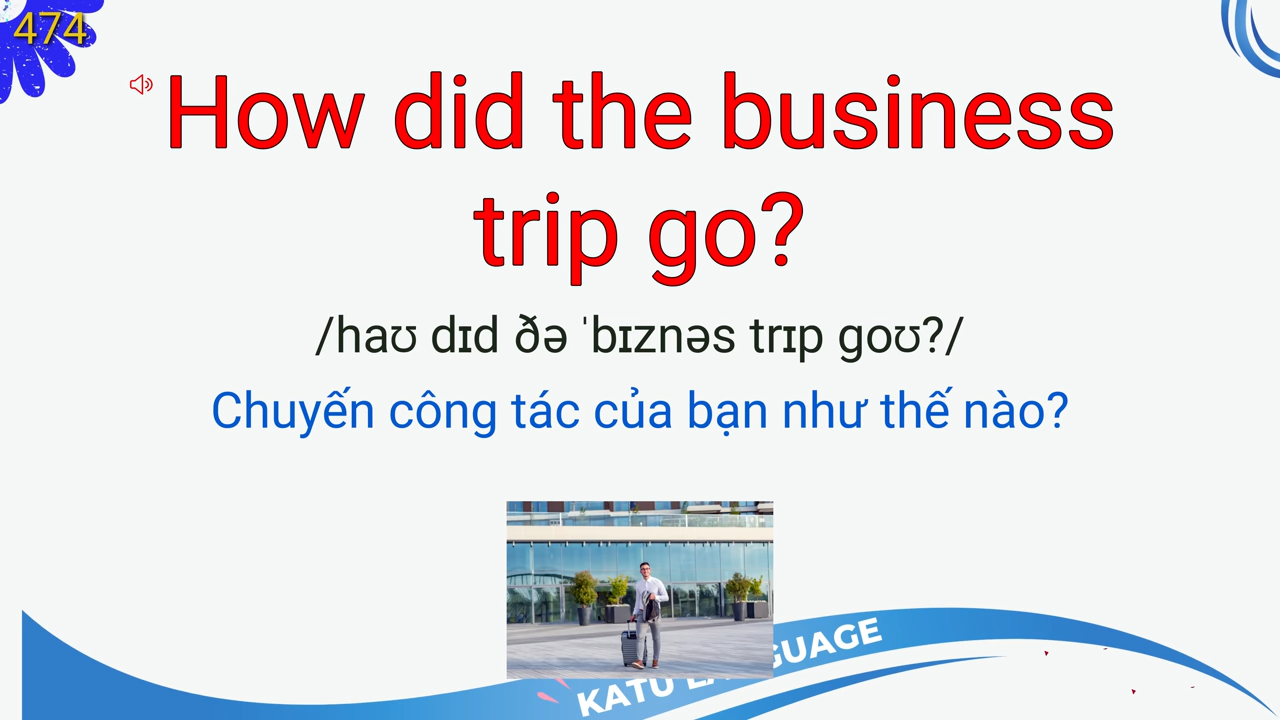 474
How did the business
trip go?
/haʊ dɪd ðə ˈbɪznəs trɪp goʊ?/
Chuyến công tác của bạn như thế nào?
KATU GUAGE